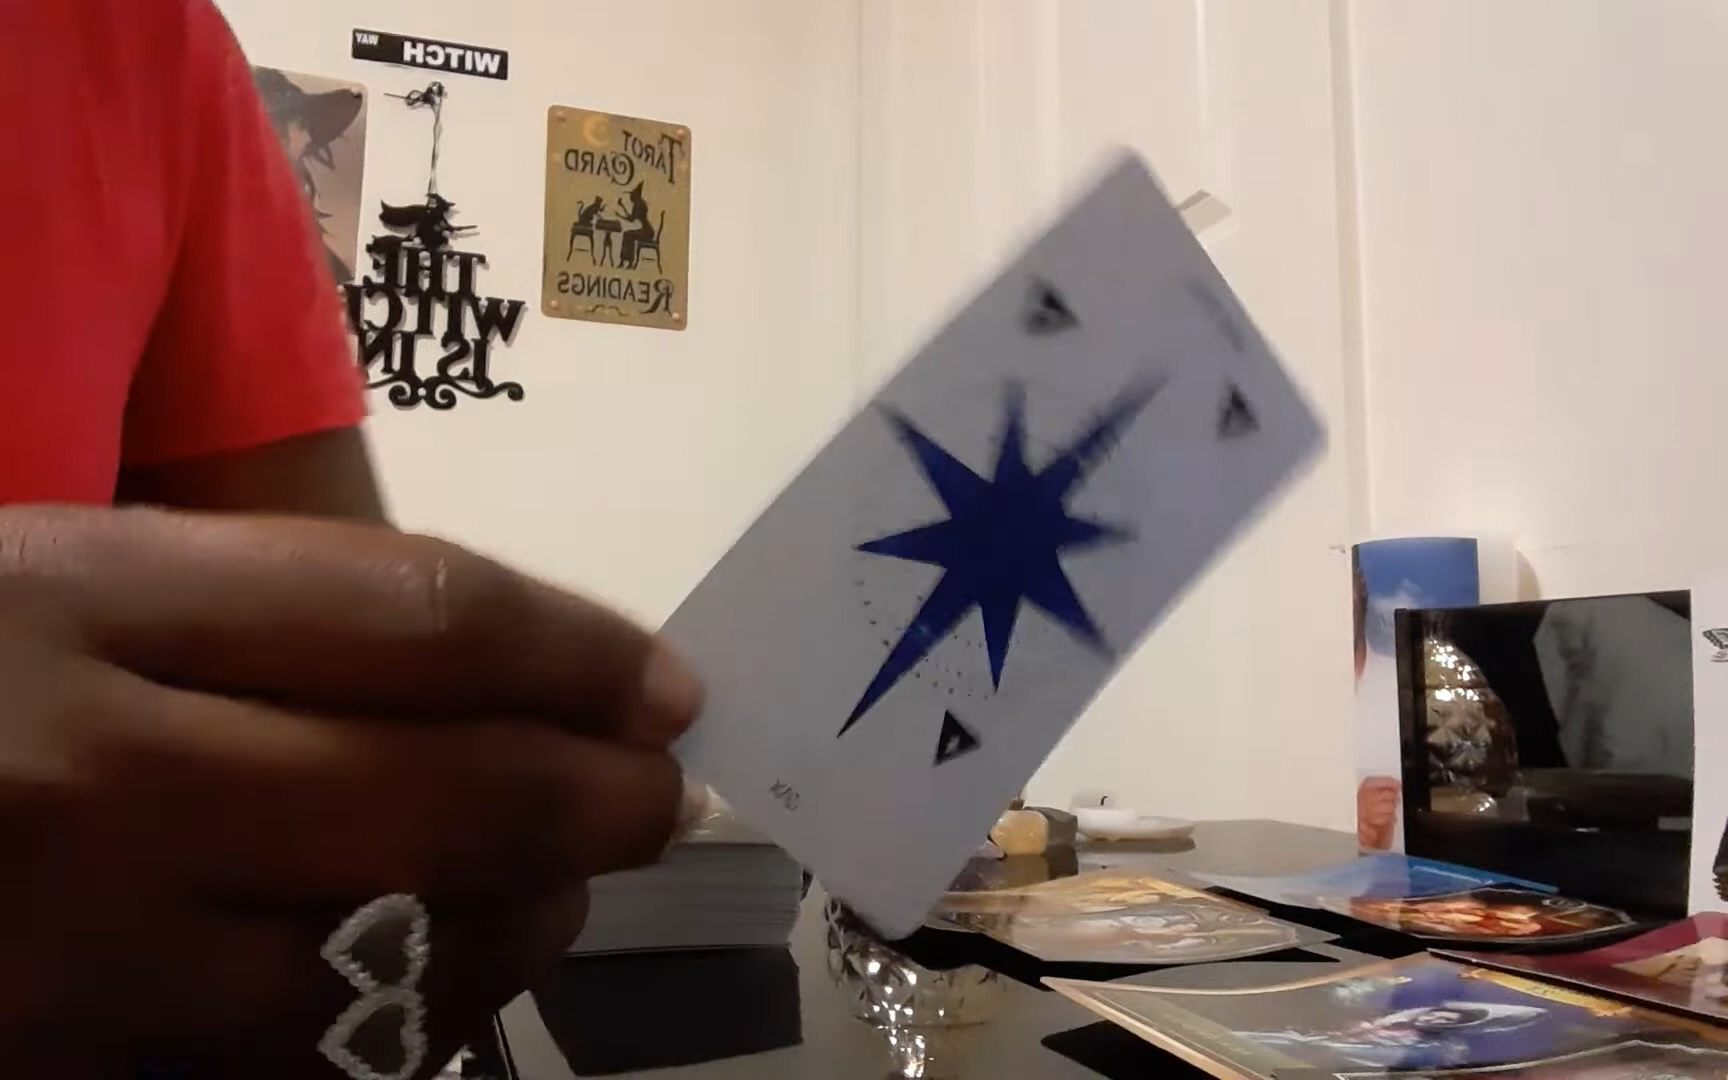 WITCH WAY
THE
WITCH
IS IN
TAROT
CARD
READINGS